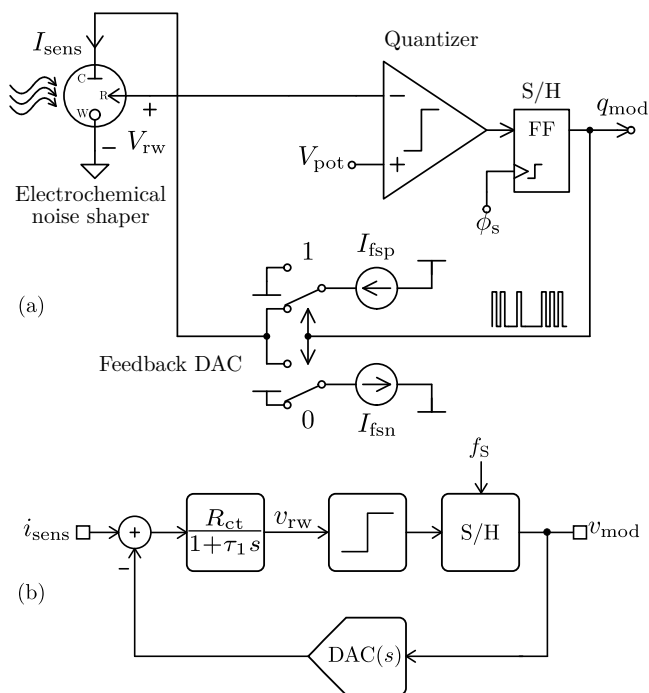 Quantizer
I_sens
C
R
W
+
−
V_rw
Electrochemical
noise shaper
−
+
V_pot
S/H
FF
q_mod
ϕ_s
1
I_fsp
(a)
Feedback DAC
0
I_fsn
f_S
i_sens
+
−
R_ct
1+τ_1 s
v_rw
S/H
v_mod
(b)
DAC(s)